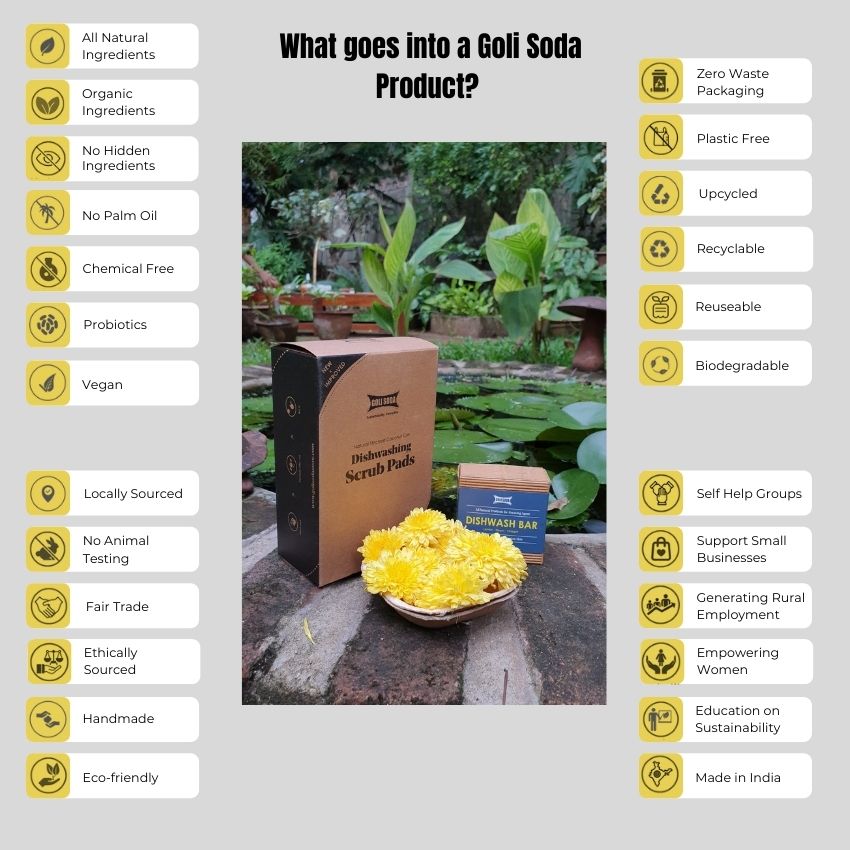 What goes into a Goli Soda
Product?
All Natural
Ingredients
Organic
Ingredients
No Hidden
Ingredients
No Palm Oil
Chemical Free
Probiotics
Vegan
Locally Sourced
No Animal
Testing
Fair Trade
Ethically
Sourced
Handmade
Eco-friendly
NEW
IMPROVED
GOLI SODA
Dishwashing
Scrub Pads
DISHWASH BAR
Zero Waste
Packaging
Plastic Free
Upcycled
Recyclable
Reuseable
Biodegradable
Self Help Groups
Support Small
Businesses
Generating Rural
Employment
Empowering
Women
Education on
Sustainability
Made in India